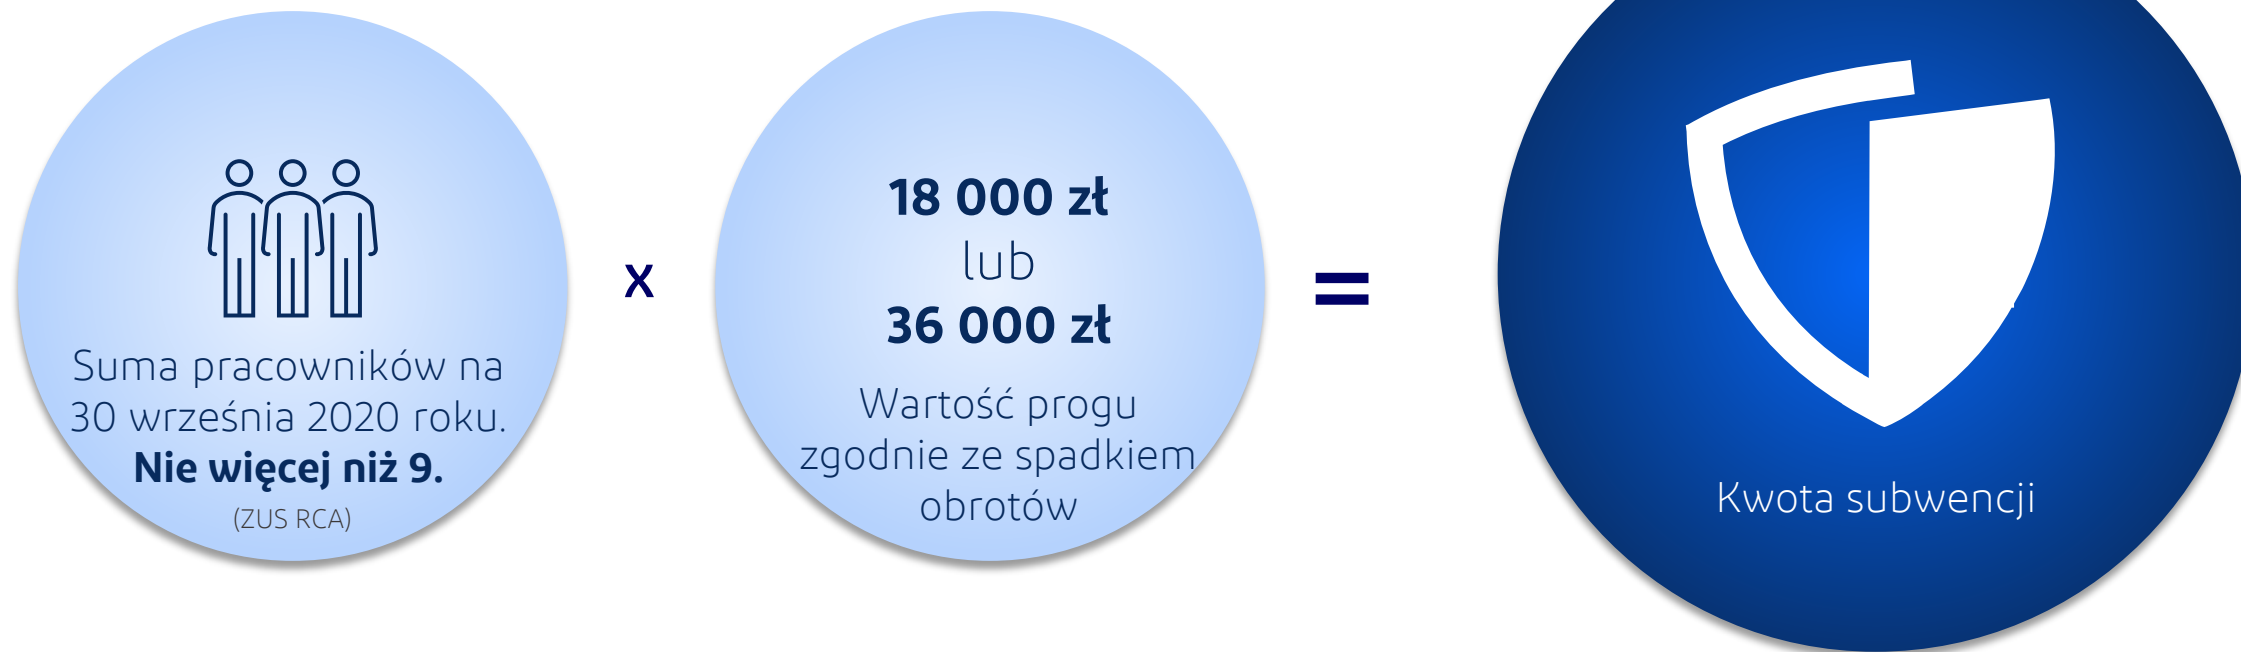 Suma pracowników na
30 września 2020 roku.
Nie więcej niż 9.
(ZUS RCA)
x
18 000 zł
lub
36 000 zł
Wartość progu
zgodnie ze spadkiem
obrotów
=
Kwota subwencji